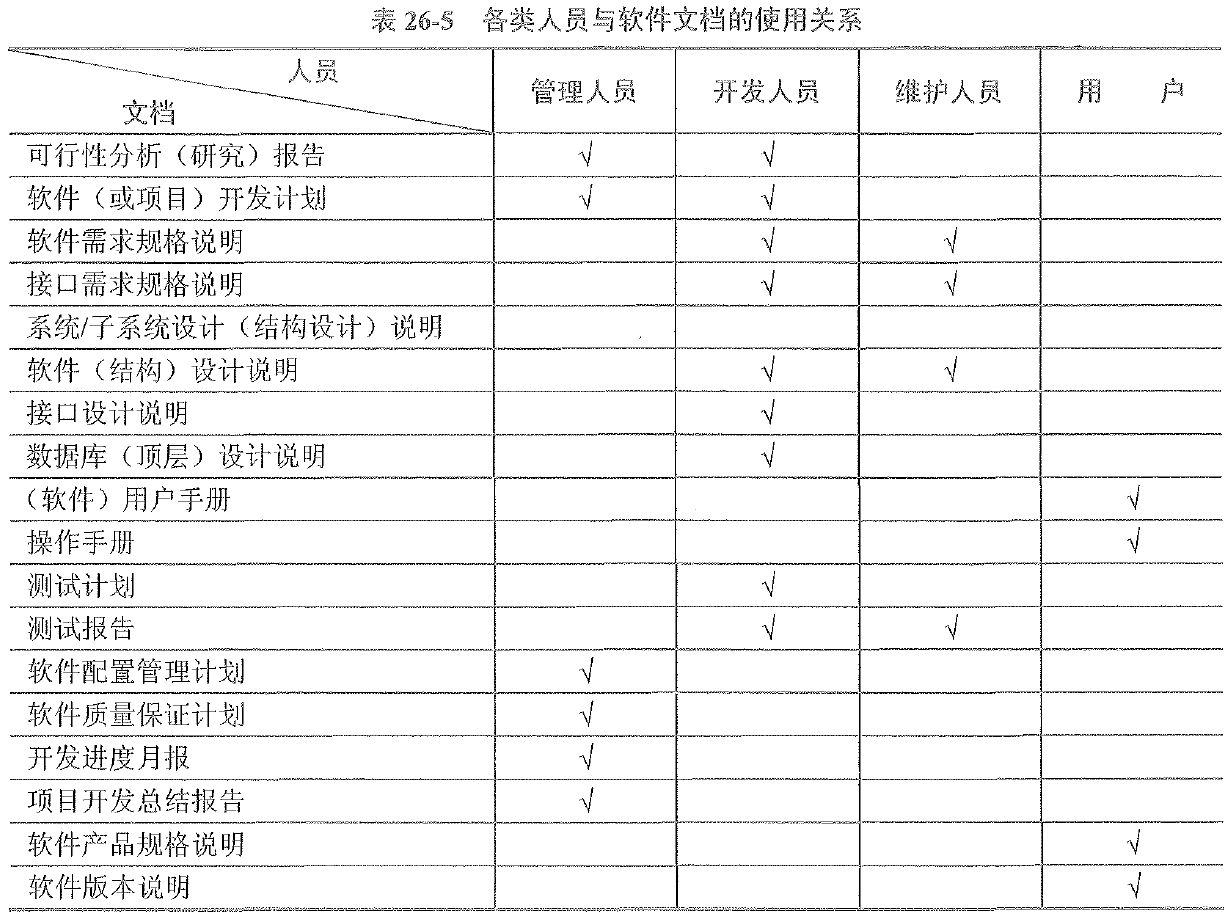 表 26-5 各类人员与软件文档的使用关系
人员
文档 管理人员 开发人员 维护人员 用 户
可行性分析（研究）报告 √ √
软件（或项目）开发计划 √ √
软件需求规格说明 √ √
接口需求规格说明 √ √
系统/子系统设计（结构设计）说明
软件（结构）设计说明 √ √
接口设计说明 √
数据库（顶层）设计说明 √
（软件）用户手册 √
操作手册 √
测试计划 √
测试报告 √ √
软件配置管理计划 √
软件质量保证计划 √
开发进度月报 √
项目开发总结报告 √
软件产品规格说明 √
软件版本说明 √